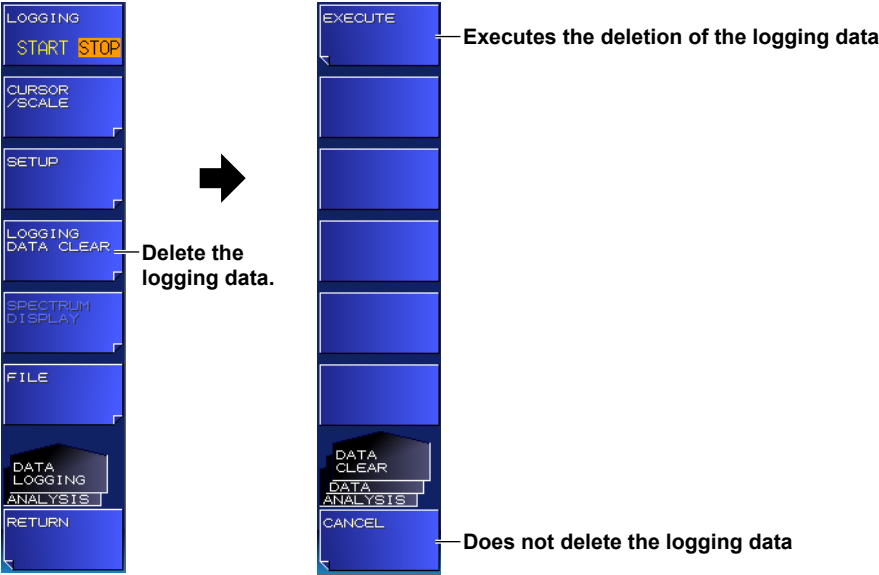 LOGGING
START STOP
CURSOR
/SCALE
SETUP
LOGGING
DATA CLEAR
Delete the
logging data.
SPECTRUM
DISPLAY
FILE
DATA
LOGGING
ANALYSIS
RETURN
EXECUTE
Executes the deletion of the logging data
DATA
CLEAR
DATA
ANALYSIS
CANCEL
Does not delete the logging data